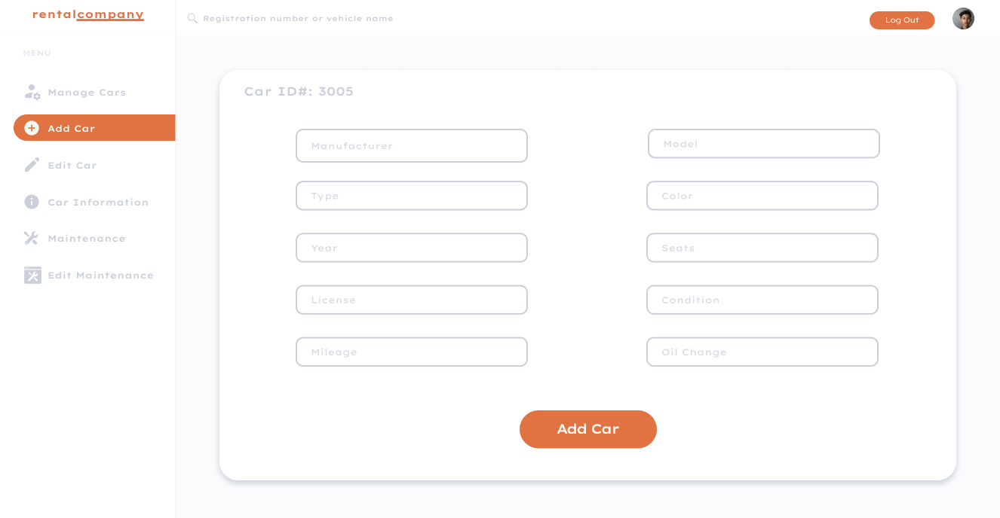 rentalcompany
Registration number or vehicle name
Log Out
MENU
Manage Cars
Add Car
Edit Car
Car Information
Maintenance
Edit Maintenance
Car ID#: 3005
Manufacturer
Model
Type
Color
Year
Seats
License
Condition
Mileage
Oil Change
Add Car